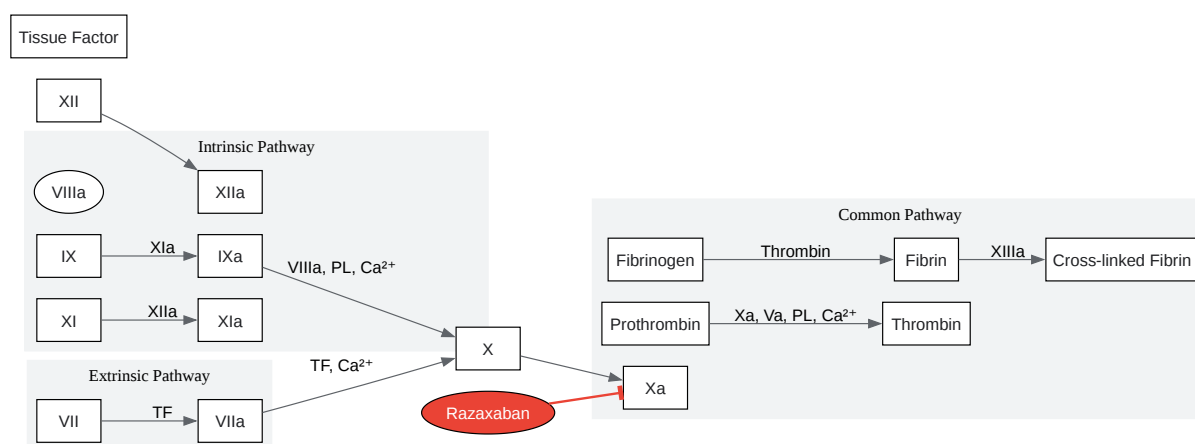 Tissue Factor
XII
Intrinsic Pathway
VIIIa
XIIa
IX
XIa
IXa
VIIIa, PL, Ca²⁺
XI
XIIa
XIa
X
TF, Ca²⁺
Extrinsic Pathway
VII
TF
VIIa
Razaxaban
Common Pathway
Fibrinogen
Thrombin
Fibrin
XIIIa
Cross-linked Fibrin
Prothrombin
Xa, Va, PL, Ca²⁺
Thrombin
Xa